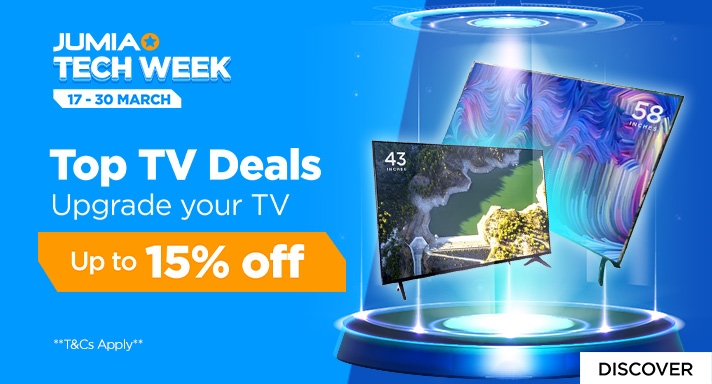 JUMIA
TECH WEEK
17 - 30 MARCH
Top TV Deals
Upgrade your TV
Up to 15% off
**T&Cs Apply**
43
INCHES
58
INCHES
DISCOVER